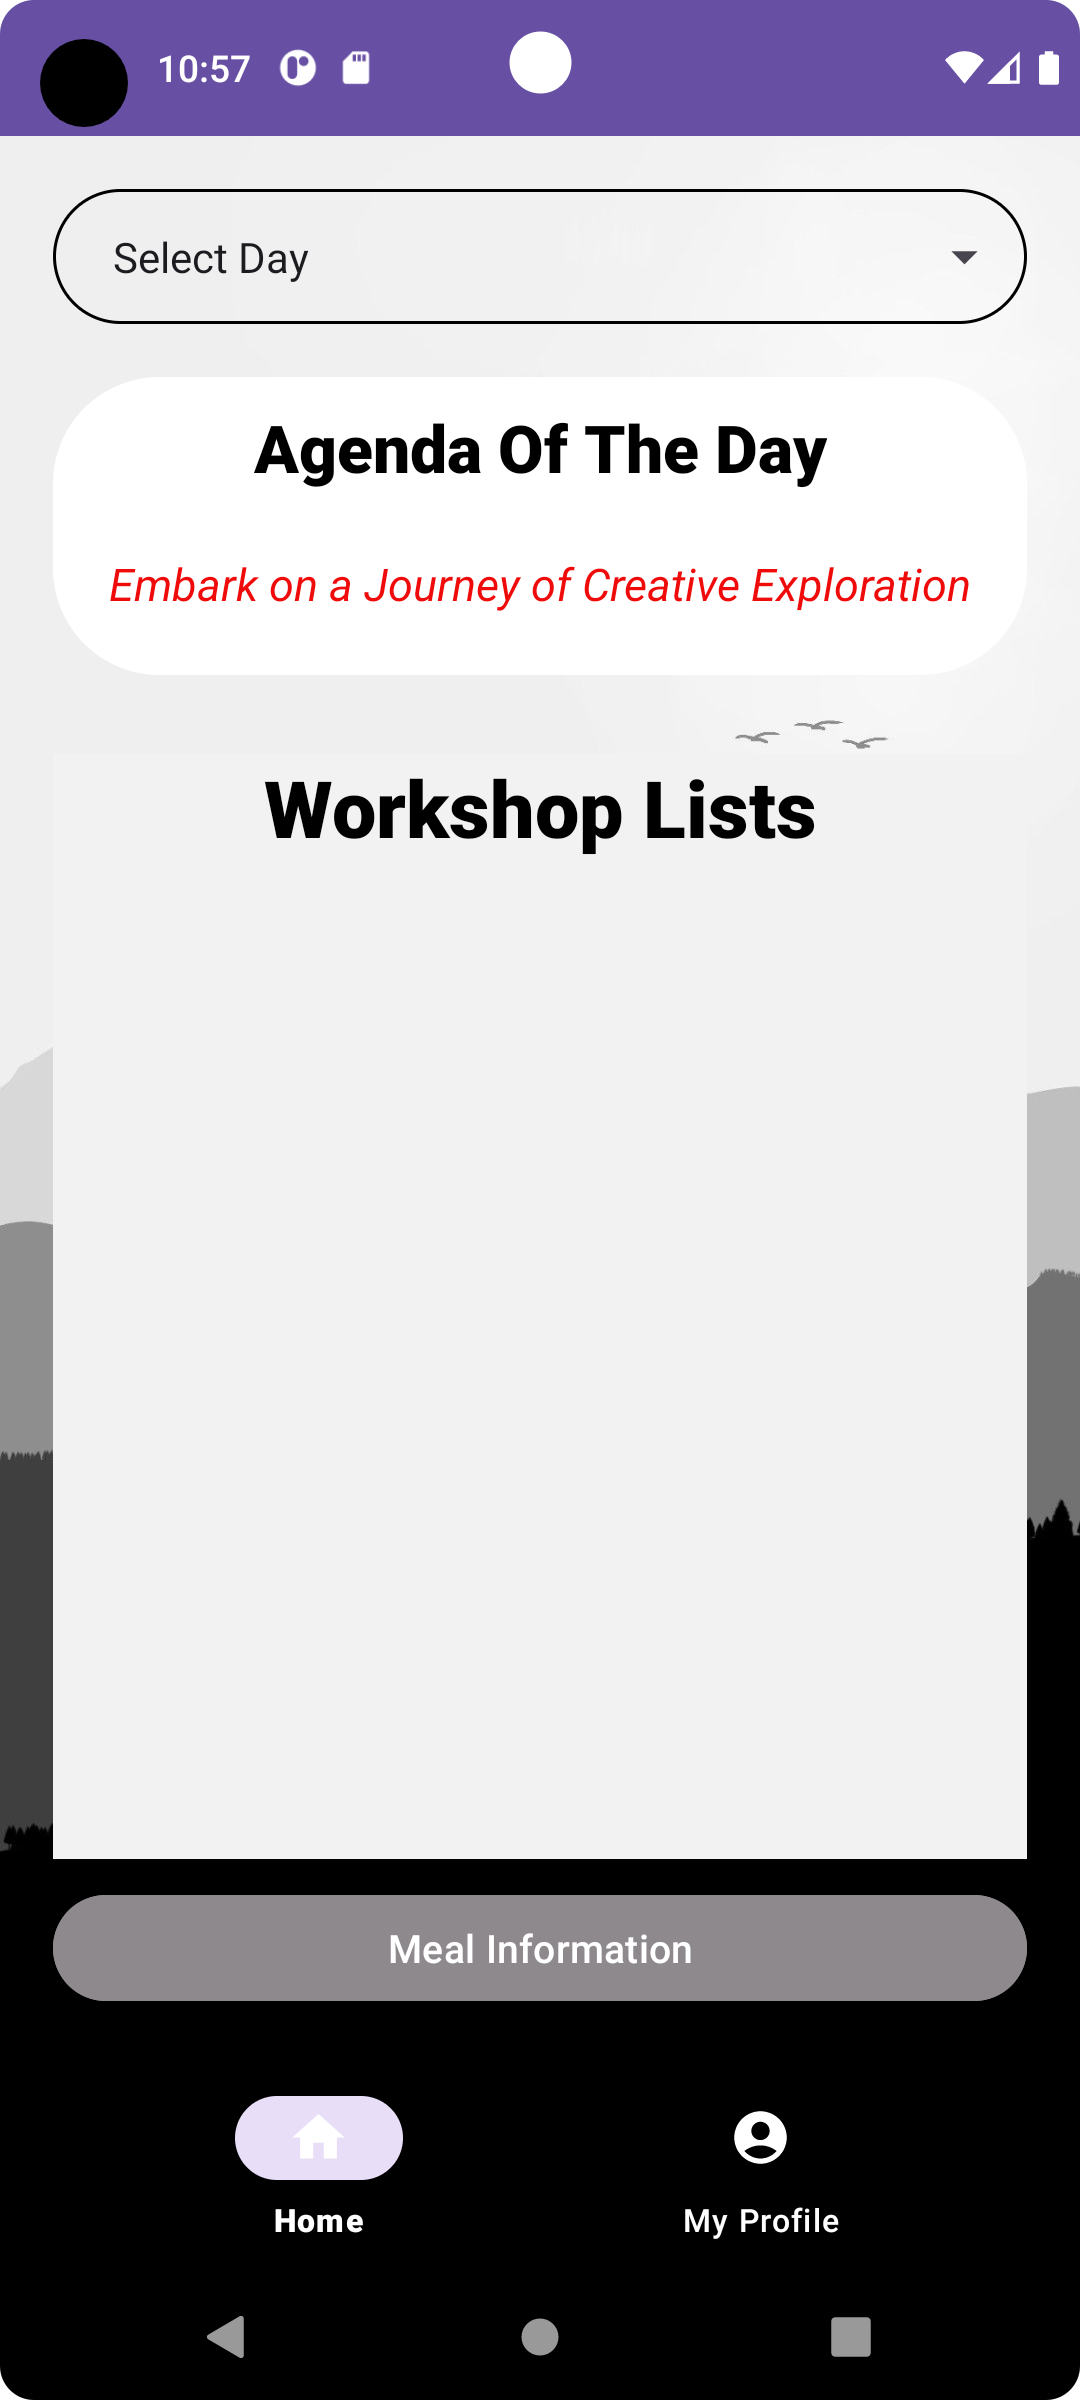 10:57
Select Day
Agenda Of The Day
Embark on a Journey of Creative Exploration
Workshop Lists
Meal Information
Home
My Profile